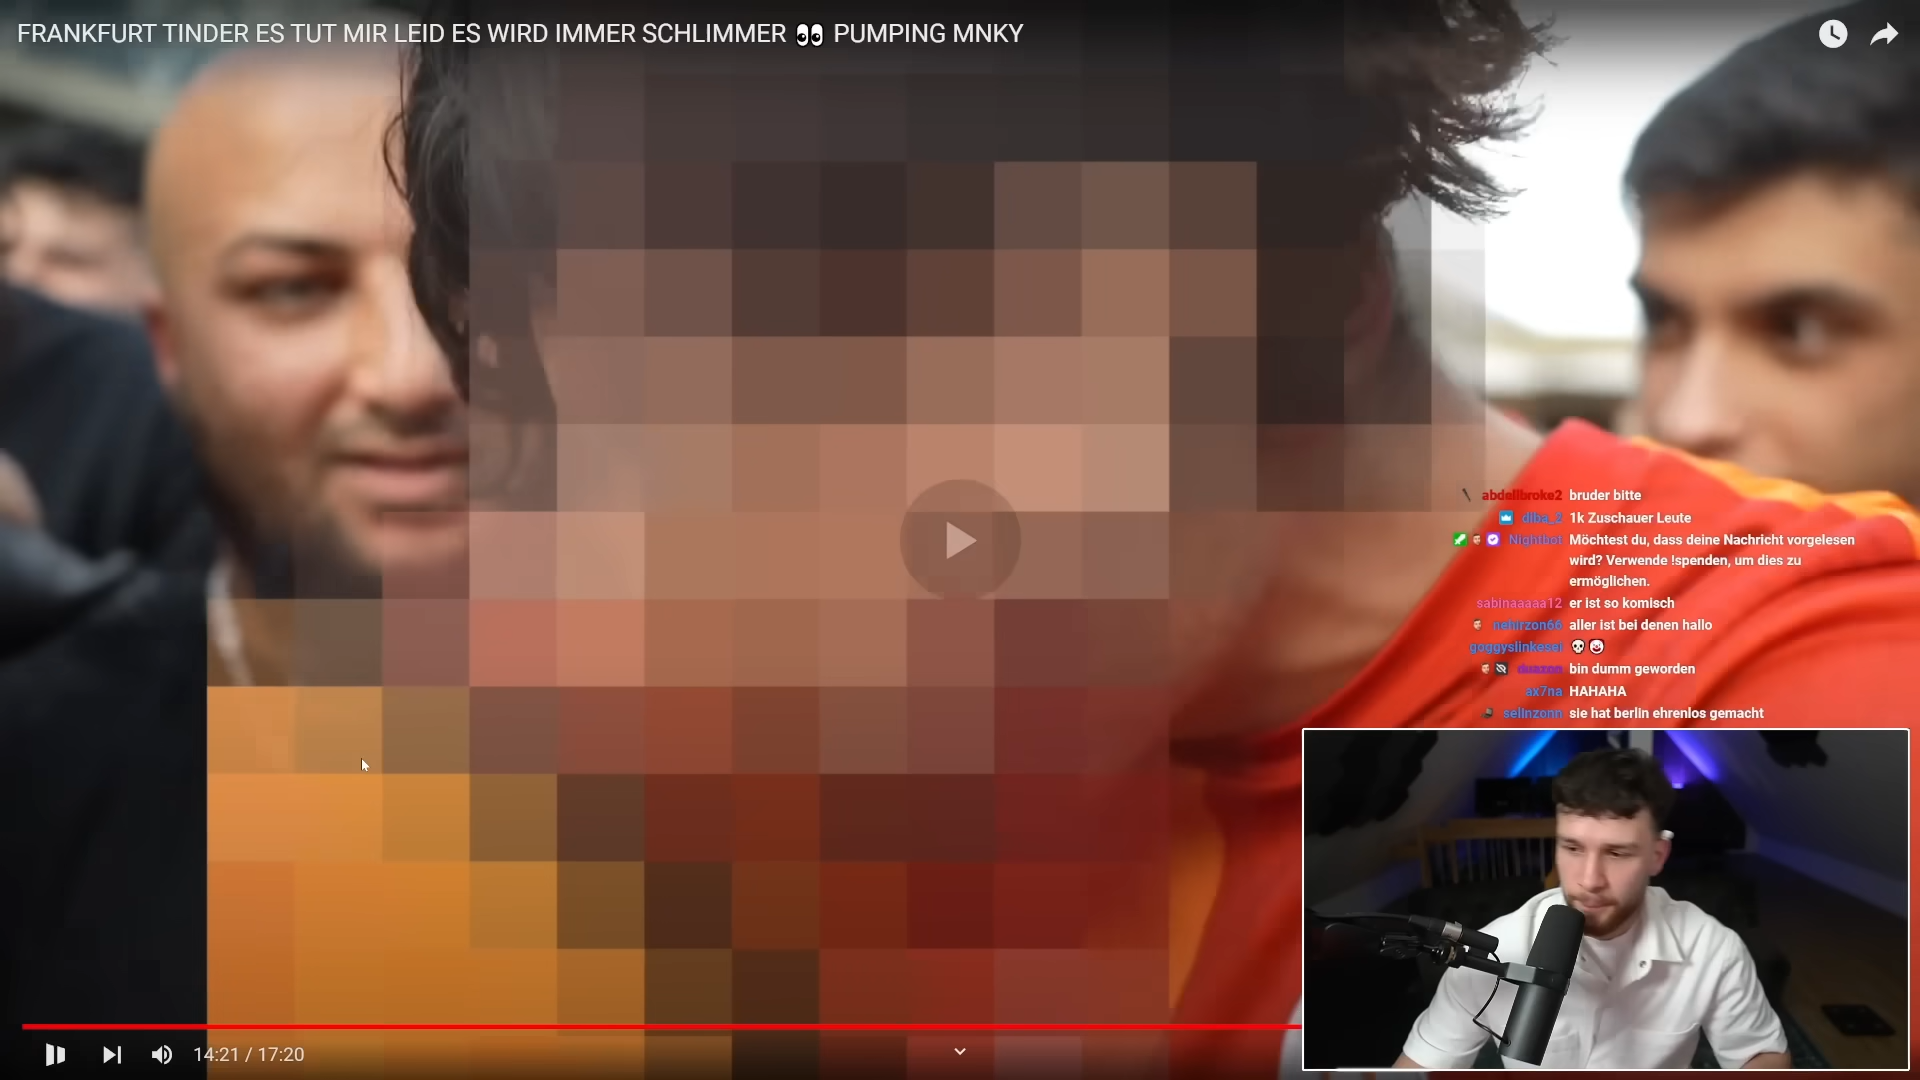 FRANKFURT TINDER ES TUT MIR LEID ES WIRD IMMER SCHLIMMER 👀 PUMPING MNKY
abdellbroke2 bruder bitte
diba_2 1k Zuschauer Leute
Nightbot Möchtest du, dass deine Nachricht vorgelesen
wird? Verwende !spenden, um dies zu
ermöglichen.
sabinaaaaa12 er ist so komisch
nehirzon66 aller ist bei denen hallo
goggyslinkesei 💀🤡
bin dumm geworden
ax7na HAHAHA
selinzonn sie hat berlin ehrenlos gemacht
14:21 / 17:20